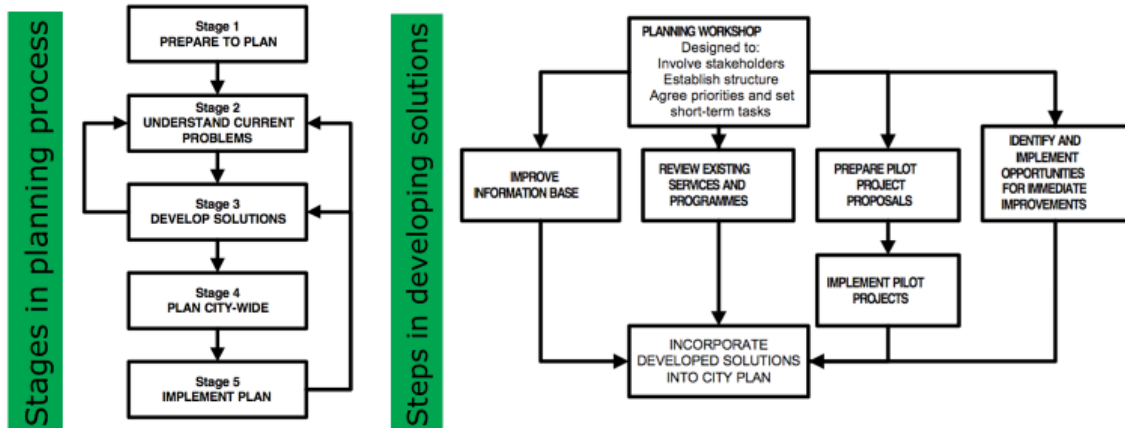 Stages in planning process
Stage 1
PREPARE TO PLAN
Stage 2
UNDERSTAND CURRENT
PROBLEMS
Stage 3
DEVELOP SOLUTIONS
Stage 4
PLAN CITY-WIDE
Stage 5
IMPLEMENT PLAN
Steps in developing solutions
PLANNING WORKSHOP
Designed to:
Involve stakeholders
Establish structure
Agree priorities and set
short-term tasks
IMPROVE
INFORMATION BASE
REVIEW EXISTING
SERVICES AND
PROGRAMMES
PREPARE PILOT
PROJECT
PROPOSALS
IDENTIFY AND
IMPLEMENT
OPPORTUNITIES
FOR IMMEDIATE
IMPROVEMENTS
IMPLEMENT PILOT
PROJECTS
INCORPORATE
DEVELOPED SOLUTIONS
INTO CITY PLAN